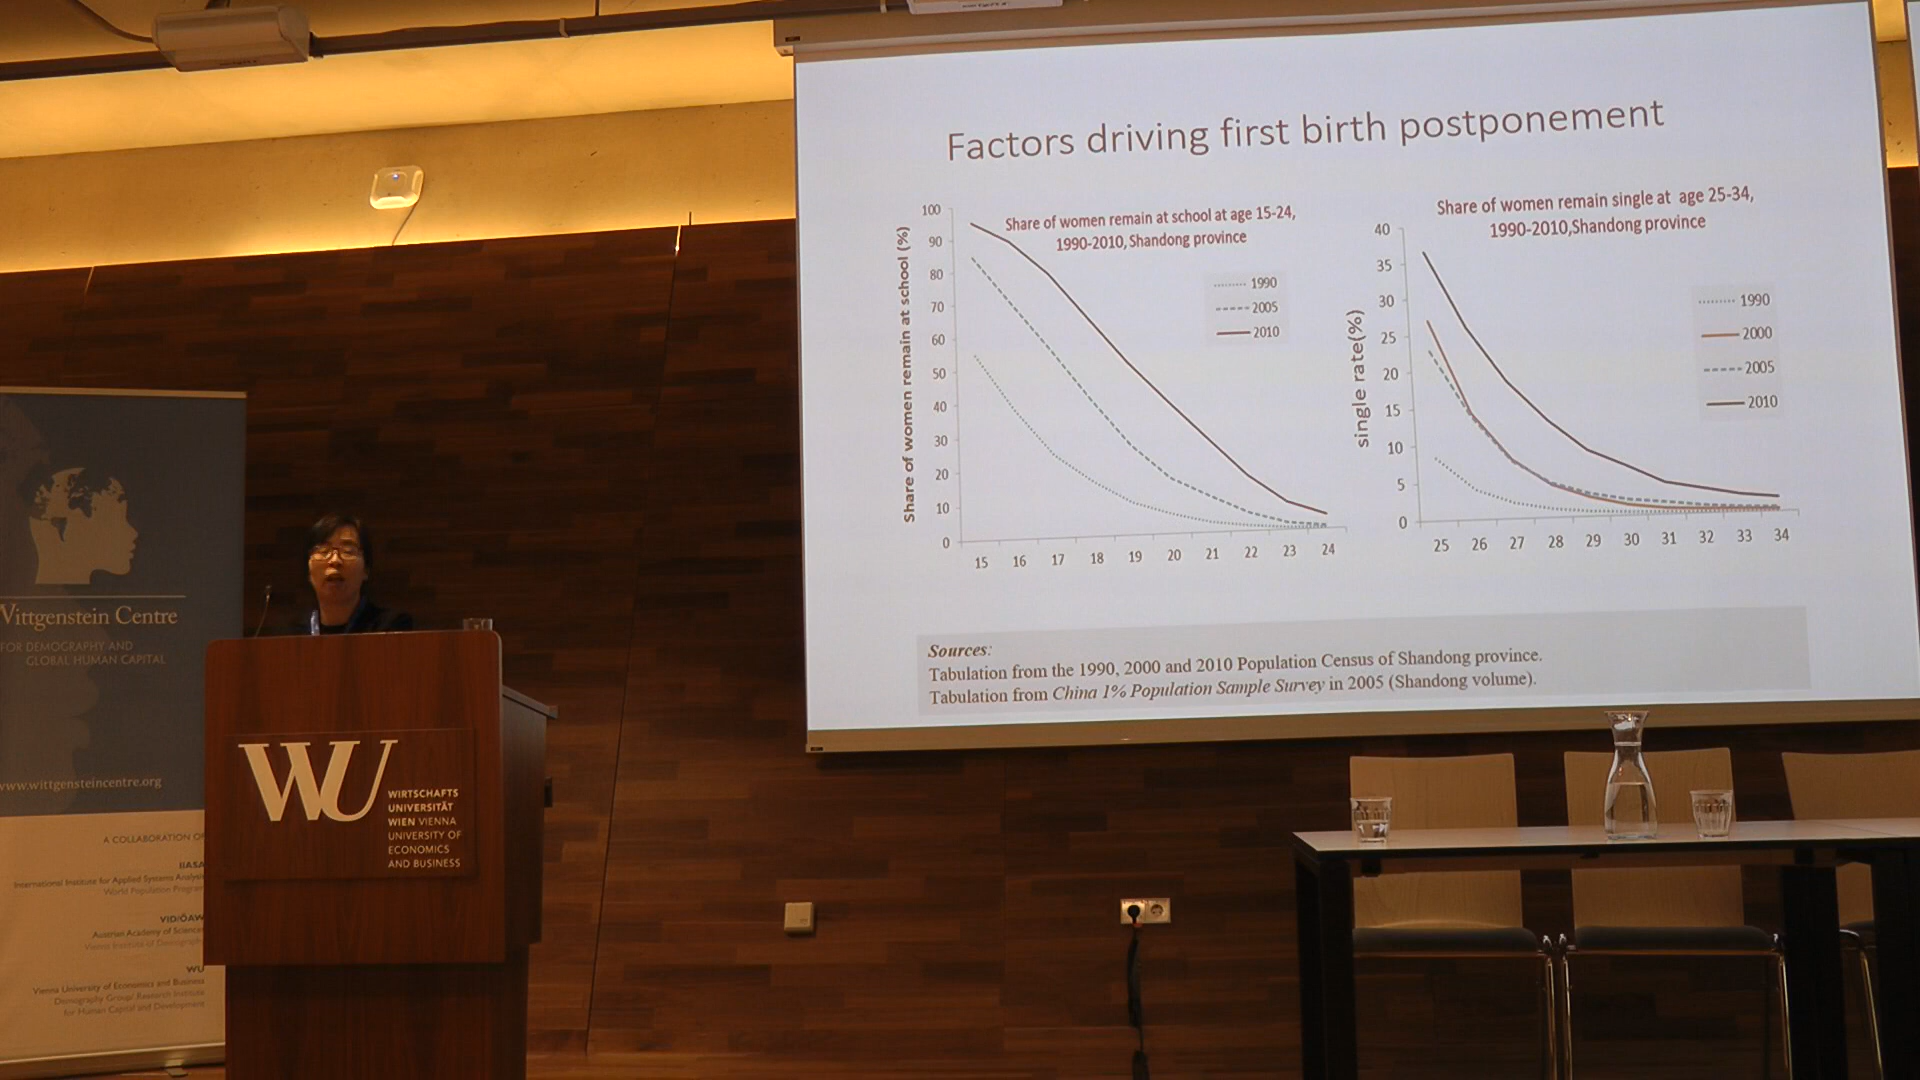 Factors driving first birth postponement
Share of women remain at school at age 15-24,
1990-2010, Shandong province
Share of women remain at school (%)
100
90
80
70
60
50
40
30
20
10
0
15 16 17 18 19 20 21 22 23 24
1990
2005
2010
Share of women remain single at age 25-34,
1990-2010,Shandong province
single rate(%)
40
35
30
25
20
15
10
5
0
25 26 27 28 29 30 31 32 33 34
1990
2000
2005
2010
Sources:
Tabulation from the 1990, 2000 and 2010 Population Census of Shandong province.
Tabulation from China 1% Population Sample Survey in 2005 (Shandong volume).
Wittgenstein Centre
FOR DEMOGRAPHY AND
GLOBAL HUMAN CAPITAL
www.wittgensteincentre.org
A COLLABORATION OF
IIASA
International Institute for Applied Systems Analysis
World Population Program
VID/ÖAW
Austrian Academy of Sciences
Vienna Institute of Demography
WU
Vienna University of Economics and Business
Demography Group/ Research Institute
for Human Capital and Development
WU
WIRTSCHAFTS
UNIVERSITÄT
WIEN VIENNA
UNIVERSITY OF
ECONOMICS
AND BUSINESS